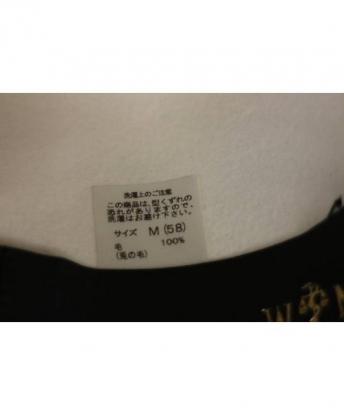 洗濯上のご注意
この商品は、型くずれの
恐れがありますので、
洗濯はお避け下さい。
サイズ M (58)
毛 100%
(兎の毛)
W